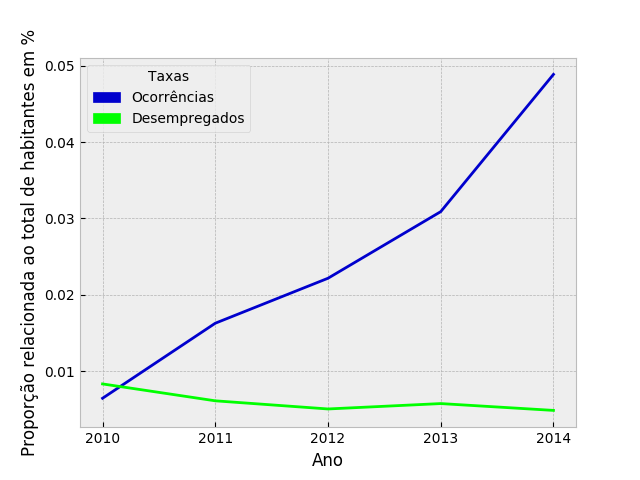 Proporção relacionada ao total de habitantes em %
0.05
0.04
0.03
0.02
0.01
Taxas
Ocorrências
Desempregados
2010 2011 2012 2013 2014
Ano